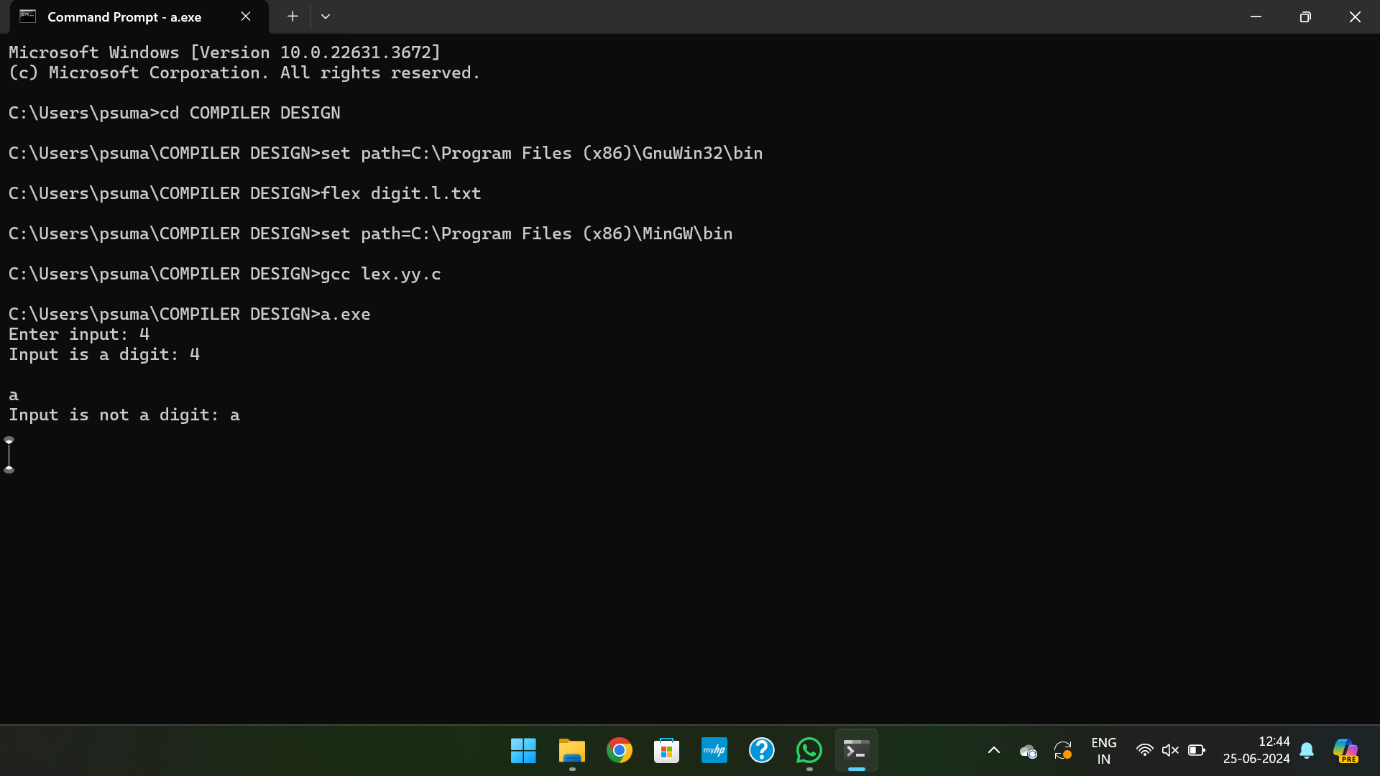 Command Prompt - a.exe
Microsoft Windows [Version 10.0.22631.3672]
(c) Microsoft Corporation. All rights reserved.
C:\Users\psuma>cd COMPILER DESIGN
C:\Users\psuma\COMPILER DESIGN>set path=C:\Program Files (x86)\GnuWin32\bin
C:\Users\psuma\COMPILER DESIGN>flex digit.l.txt
C:\Users\psuma\COMPILER DESIGN>set path=C:\Program Files (x86)\MinGW\bin
C:\Users\psuma\COMPILER DESIGN>gcc lex.yy.c
C:\Users\psuma\COMPILER DESIGN>a.exe
Enter input: 4
Input is a digit: 4
a
Input is not a digit: a
myhp
ENG
IN
12:44
25-06-2024
PRE